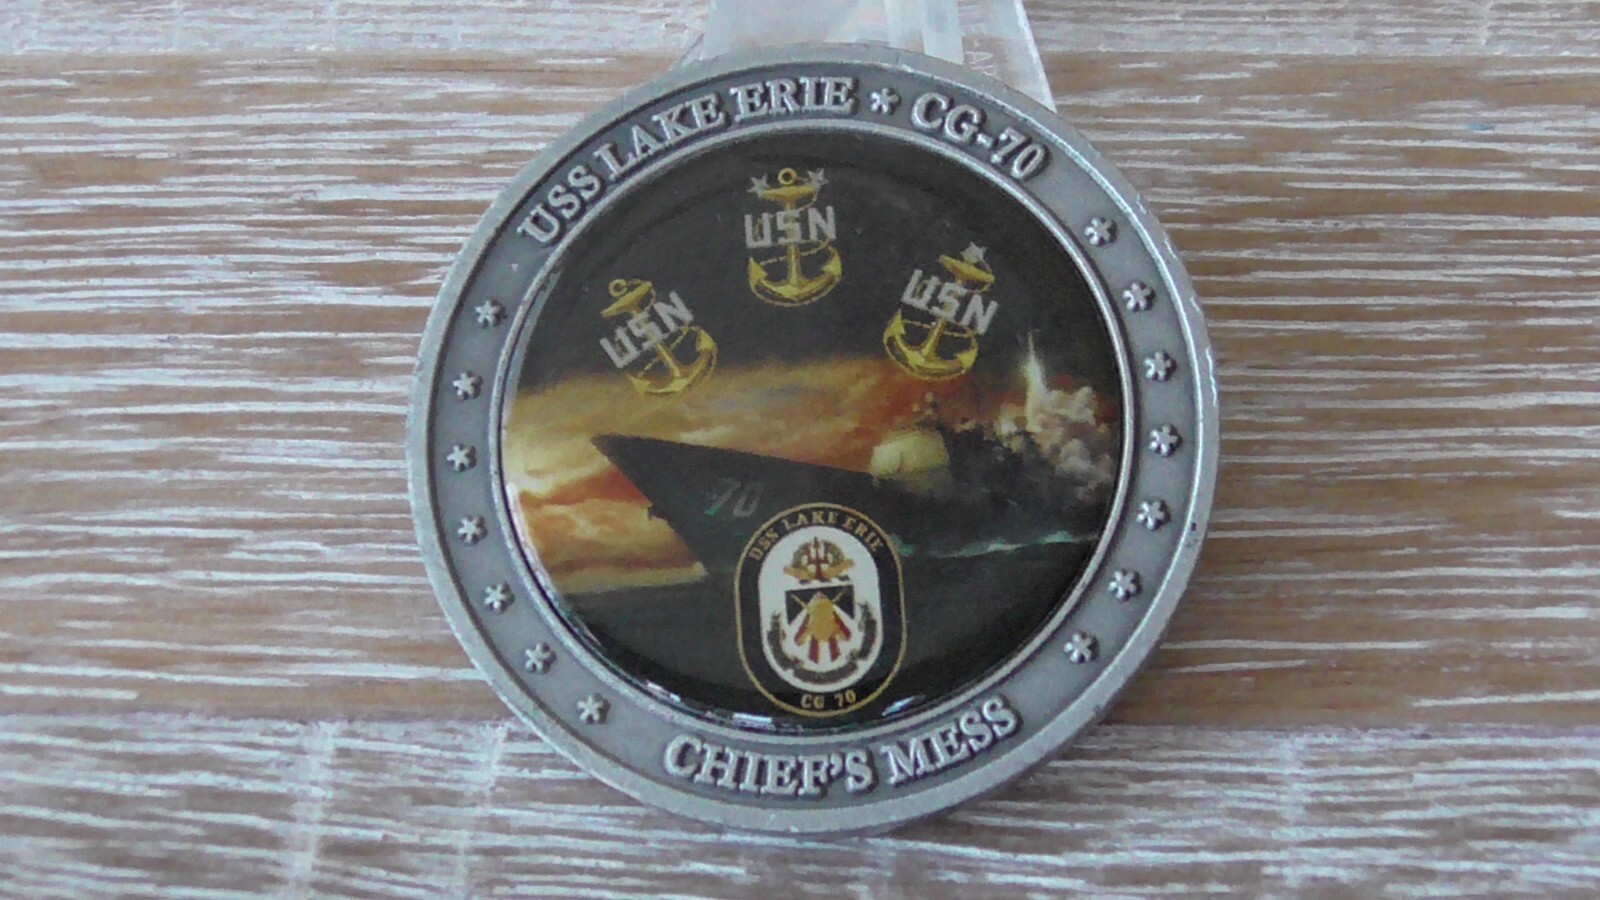 USS LAKE ERIE * CG-70
USN
USN
USN
70
USS LAKE ERIE
CG 70
CHIEF'S MESS